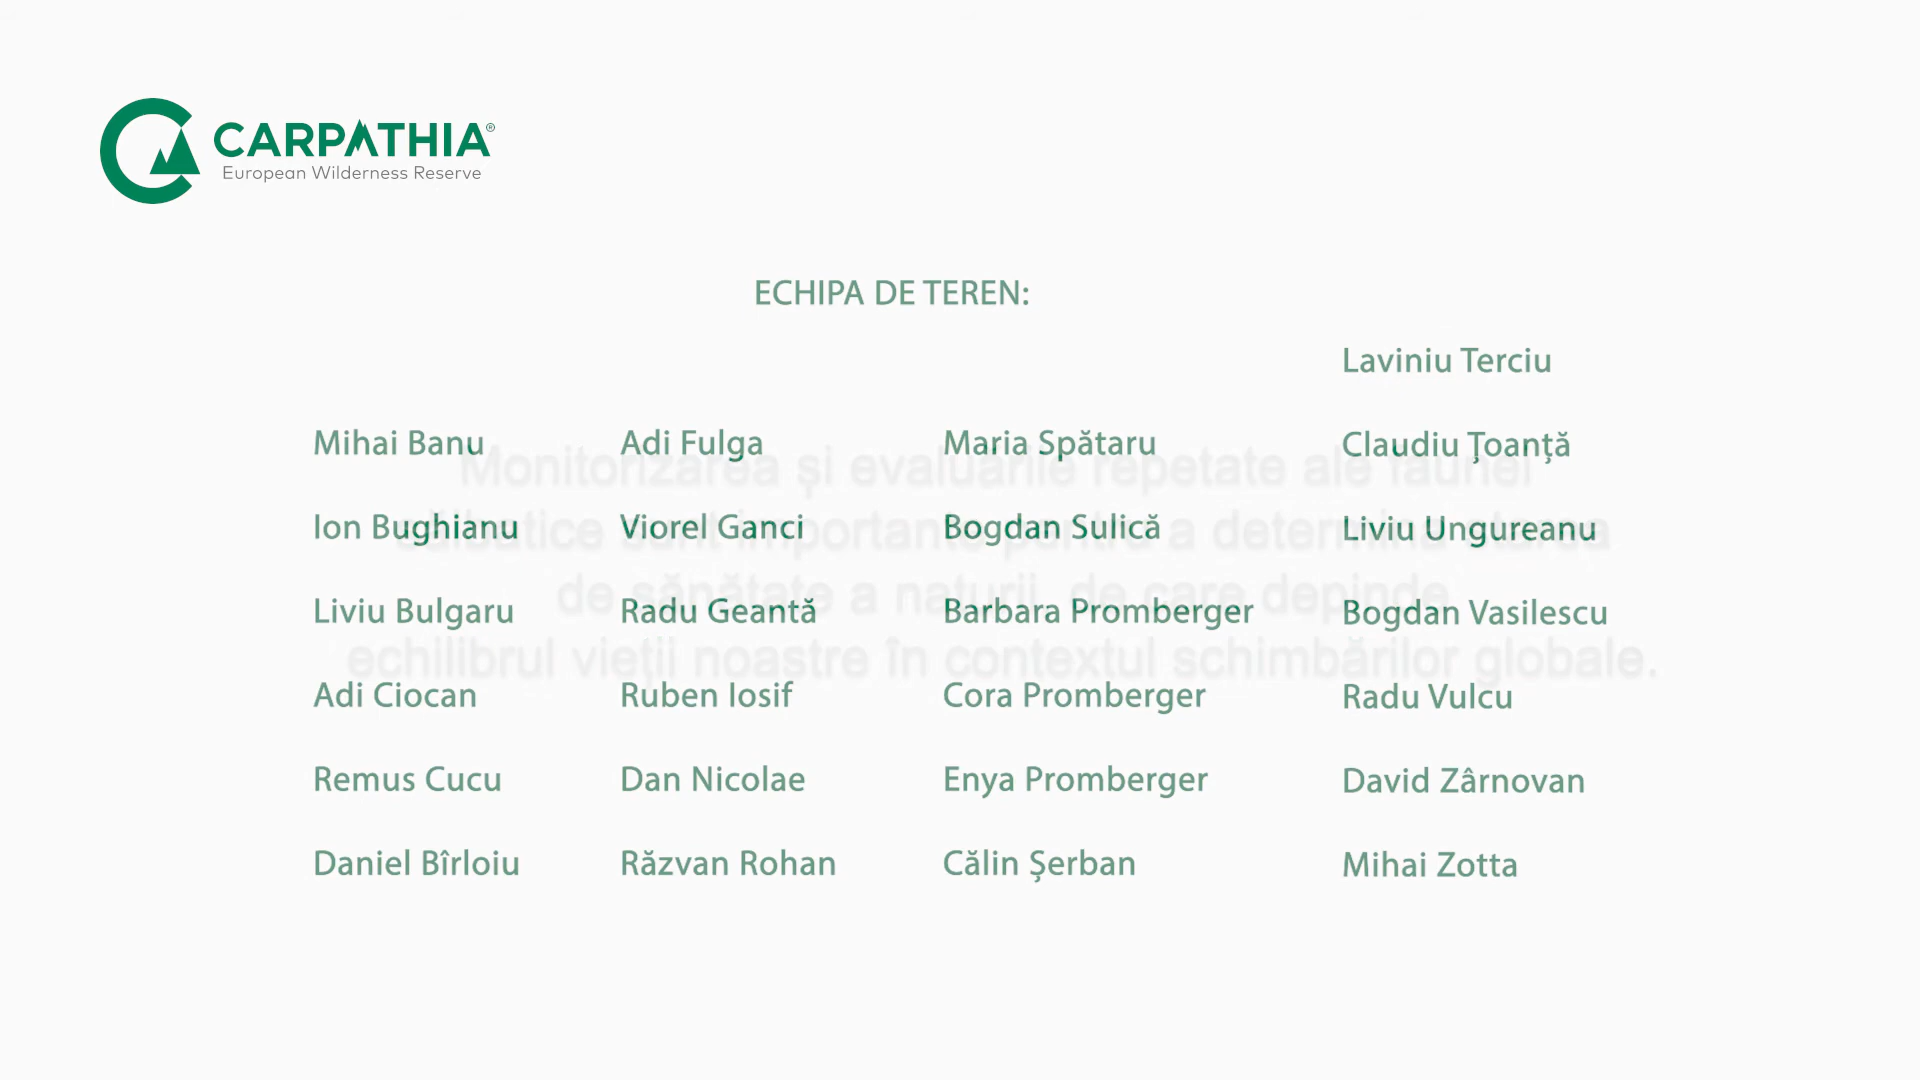 CARPATHIA®
European Wilderness Reserve
ECHIPA DE TEREN:
Laviniu Terciu
Mihai Banu Adi Fulga Maria Spătaru Claudiu Țoanță
Ion Bughianu Viorel Ganci Bogdan Sulică Liviu Ungureanu
Liviu Bulgaru Radu Geantă Barbara Promberger Bogdan Vasilescu
Adi Ciocan Ruben Iosif Cora Promberger Radu Vulcu
Remus Cucu Dan Nicolae Enya Promberger David Zârnovan
Daniel Bîrloiu Răzvan Rohan Călin Șerban Mihai Zotta
Monitorizarea și evaluările repetate ale faunei
sălbatice sunt importante pentru a determina starea
de sănătate a naturii, de care depinde
echilibrul vieții noastre în contextul schimbărilor globale.